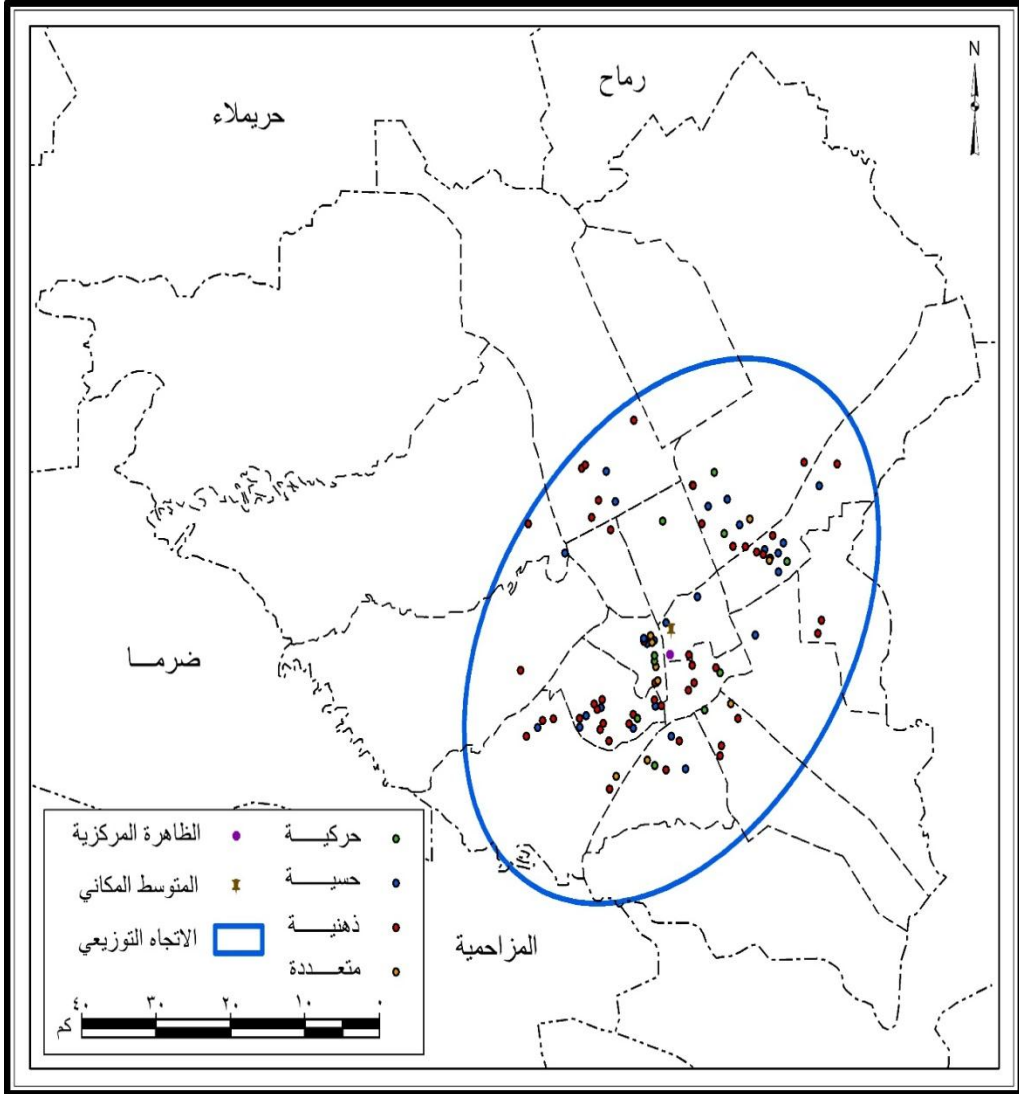 N
رماح
حريملاء
ضرمـــا
المزاحمية
حركيـــــة
حسيـــــة
ذهنيـــــة
متعـــــددة
الظاهرة المركزية
المتوسط المكاني
الاتجاه التوزيعي
٤٠ ٣٠ ٢٠ ١٠ ٠
كم